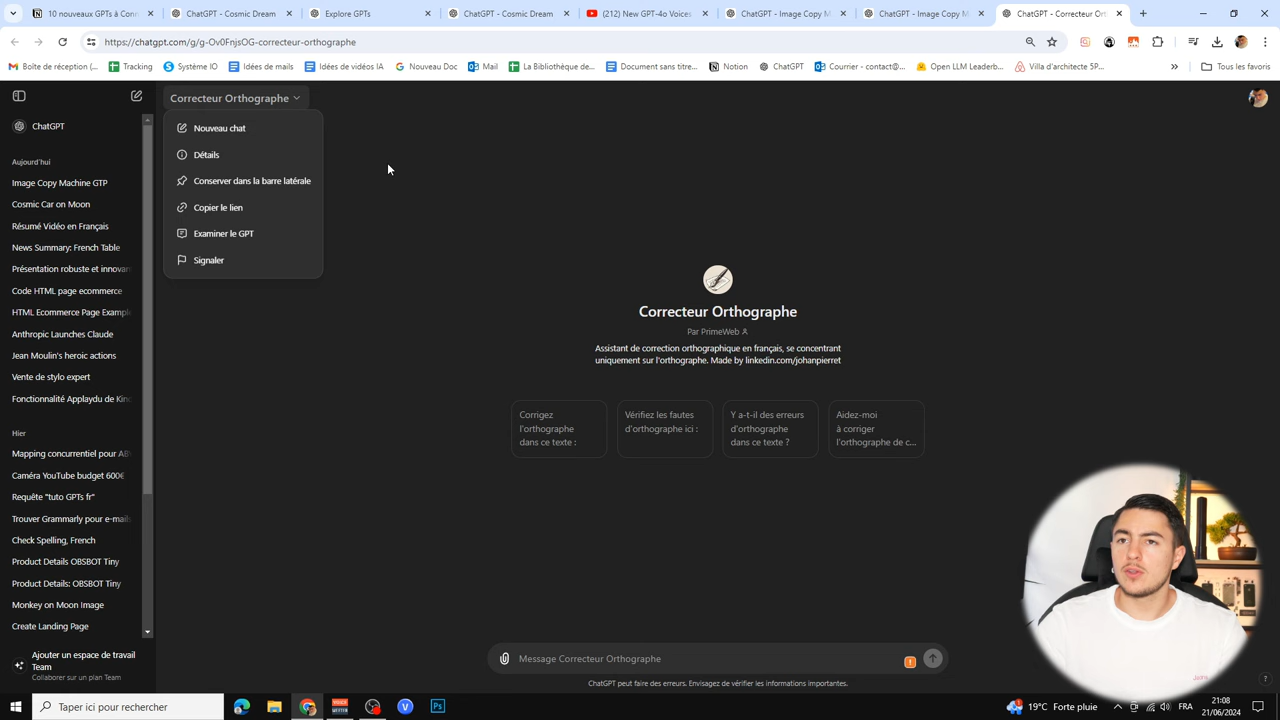 10 nouveaux GPTs à Con
ChatGPT - Cosmic Dream
Explore GPTs
ChatGPT - Cosmic Dream
(212) New GPT-4o Voices
ChatGPT - Image Copy M
ChatGPT - Image Copy M
ChatGPT - Correcteur Ort
https://chatgpt.com/g/g-Ov0FnjsOG-correcteur-orthographe
Boîte de réception (...
Tracking
Système IO
Idées de mails
Idées de vidéos IA
Nouveau Doc
Mail
La Bibliothèque de...
Document sans titre...
Notion
ChatGPT
Courrier - contact@...
Open LLM Leaderb...
Villa d'architecte 5P...
Tous les favoris
Correcteur Orthographe
ChatGPT
Nouveau chat
Détails
Conserver dans la barre latérale
Copier le lien
Examiner le GPT
Signaler
Aujourd'hui
Image Copy Machine GTP
Cosmic Car on Moon
Résumé Vidéo en Français
News Summary: French Table
Présentation robuste et innovan
Code HTML page ecommerce
HTML Ecommerce Page Example
Anthropic Launches Claude
Jean Moulin's heroic actions
Vente de stylo expert
Fonctionnalité Applaydu de Kin
Hier
Mapping concurrentiel pour AB
Caméra YouTube budget 600€
Requête "tuto GPTs fr"
Trouver Grammarly pour e-mails
Check Spelling, French
Product Details OBSBOT Tiny
Product Details: OBSBOT Tiny
Monkey on Moon Image
Create Landing Page
Ajouter un espace de travail
Team
Collaborer sur un plan Team
Correcteur Orthographe
Par PrimeWeb
Assistant de correction orthographique en français, se concentrant
uniquement sur l'orthographe. Made by linkedin.com/johanpierret
Corrigez
l'orthographe
dans ce texte :
Vérifiez les fautes
d'orthographe ici :
Y a-t-il des erreurs
d'orthographe
dans ce texte ?
Aidez-moi
à corriger
l'orthographe de c...
Message Correcteur Orthographe
ChatGPT peut faire des erreurs. Envisagez de vérifier les informations importantes.
Taper ici pour rechercher
Ps
19°C Forte pluie
FRA
21:08
21/06/2024